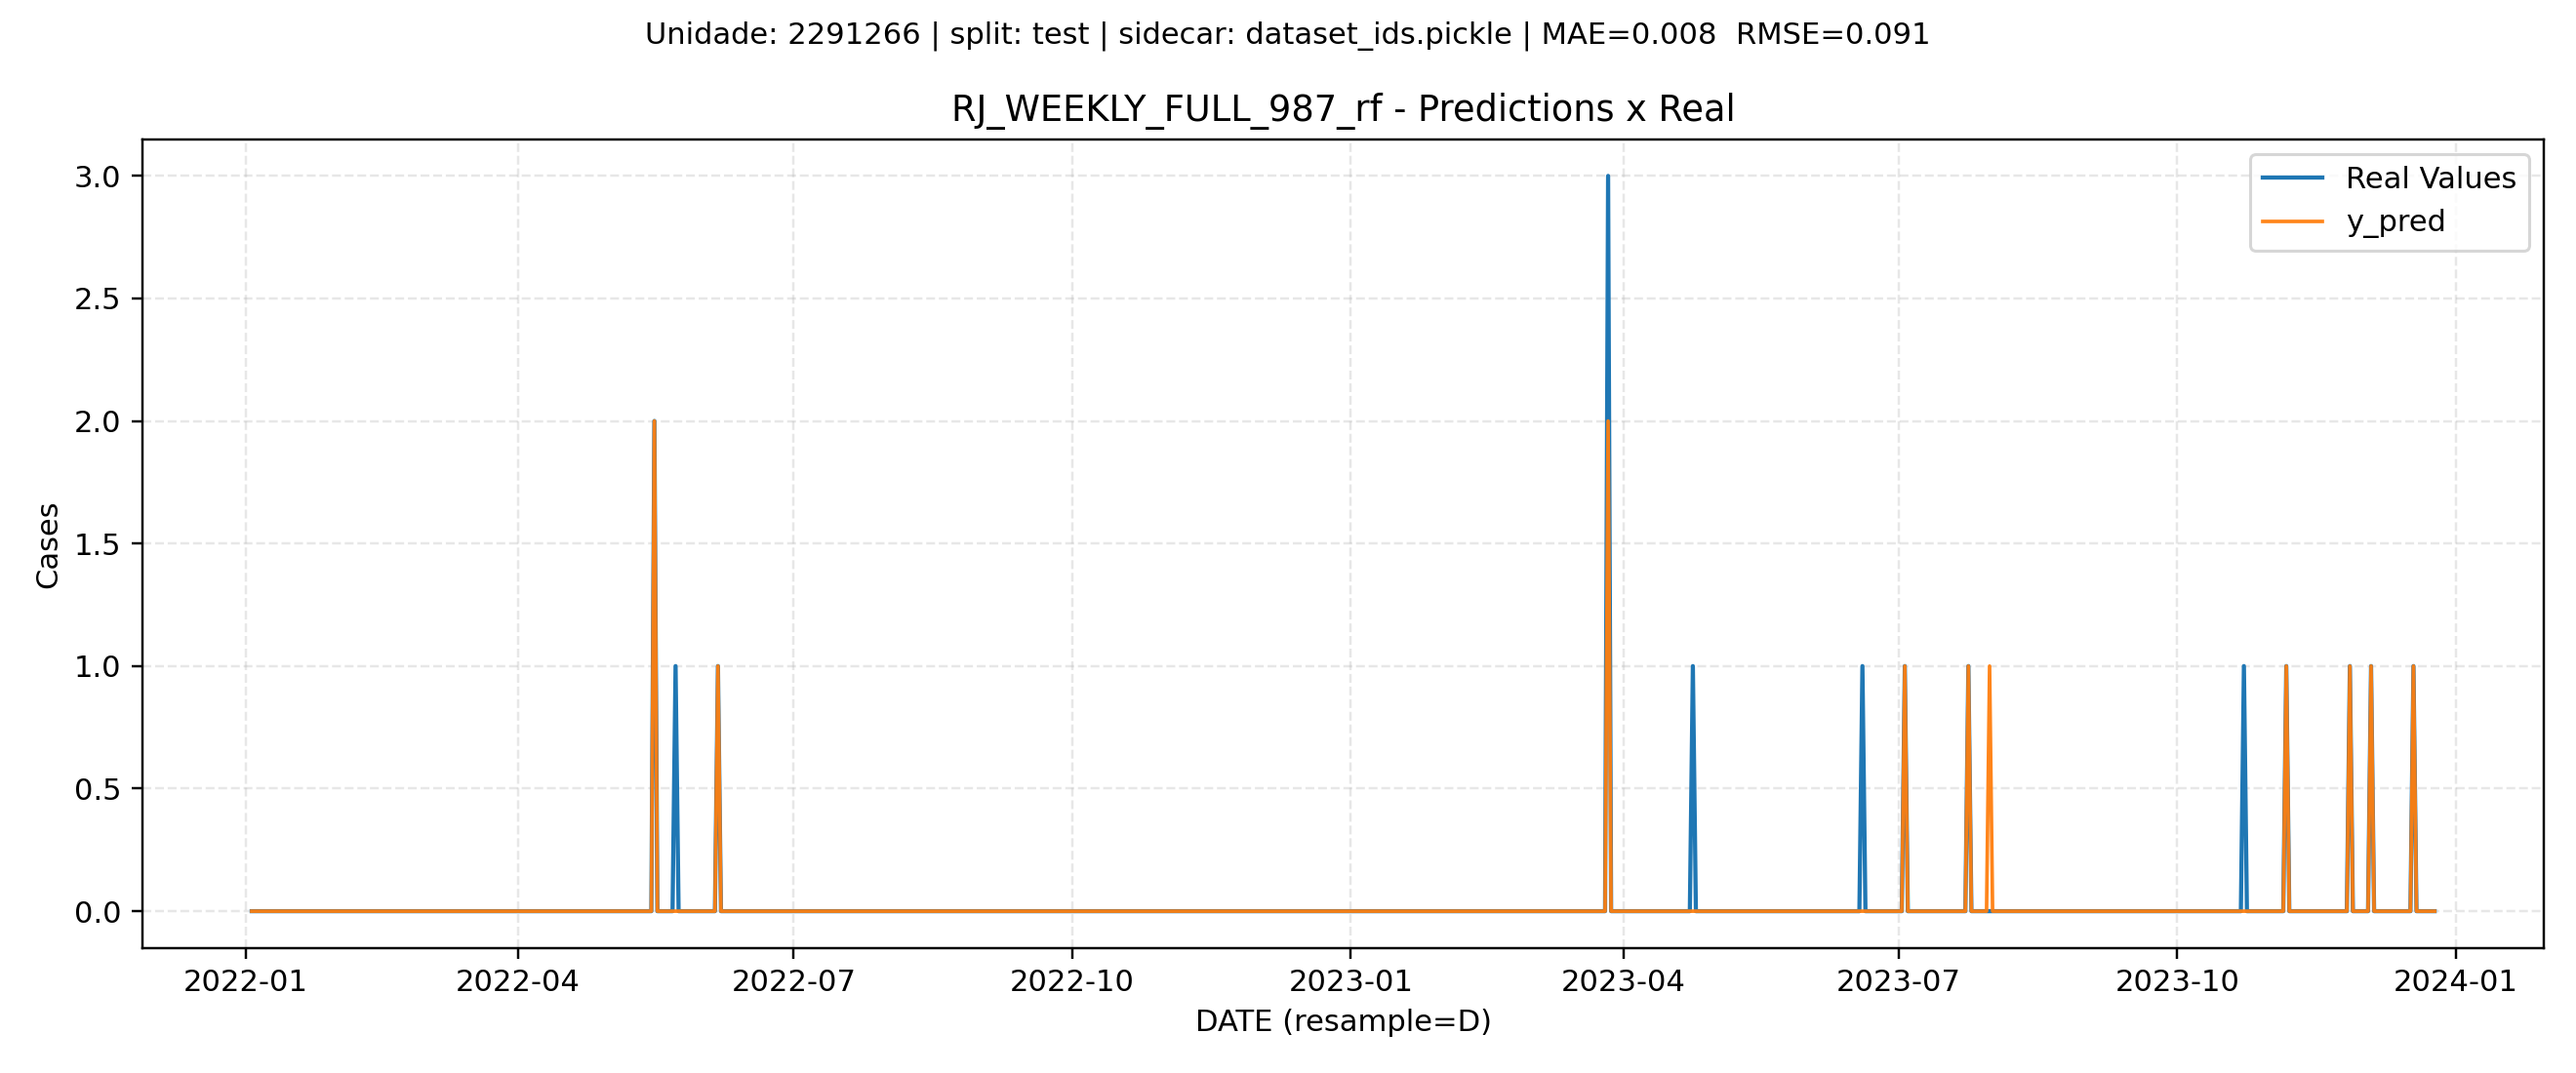 Unidade: 2291266 | split: test | sidecar: dataset_ids.pickle | MAE=0.008  RMSE=0.091
RJ_WEEKLY_FULL_987_rf - Predictions x Real
Real Values
y_pred
Cases
3.0
2.5
2.0
1.5
1.0
0.5
0.0
2022-01 2022-04 2022-07 2022-10 2023-01 2023-04 2023-07 2023-10 2024-01
DATE (resample=D)